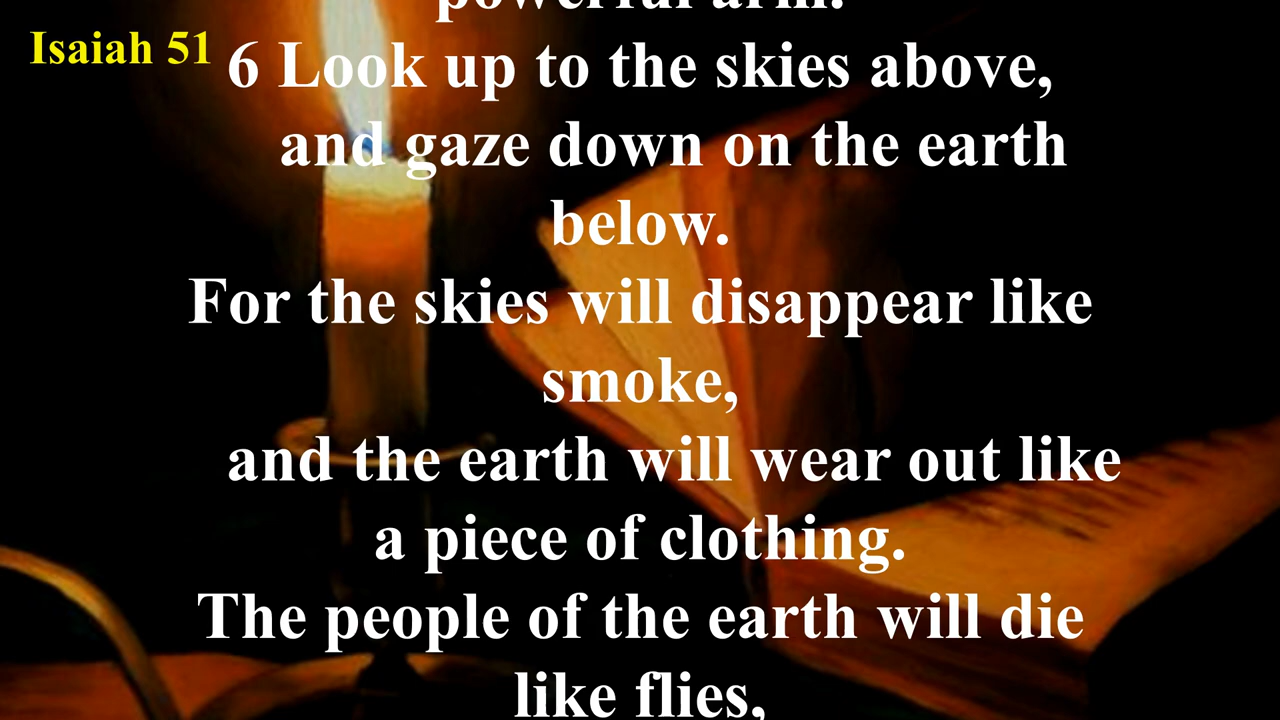 powerful arm.
Isaiah 51
6 Look up to the skies above,
and gaze down on the earth
below.
For the skies will disappear like
smoke,
and the earth will wear out like
a piece of clothing.
The people of the earth will die
like flies,